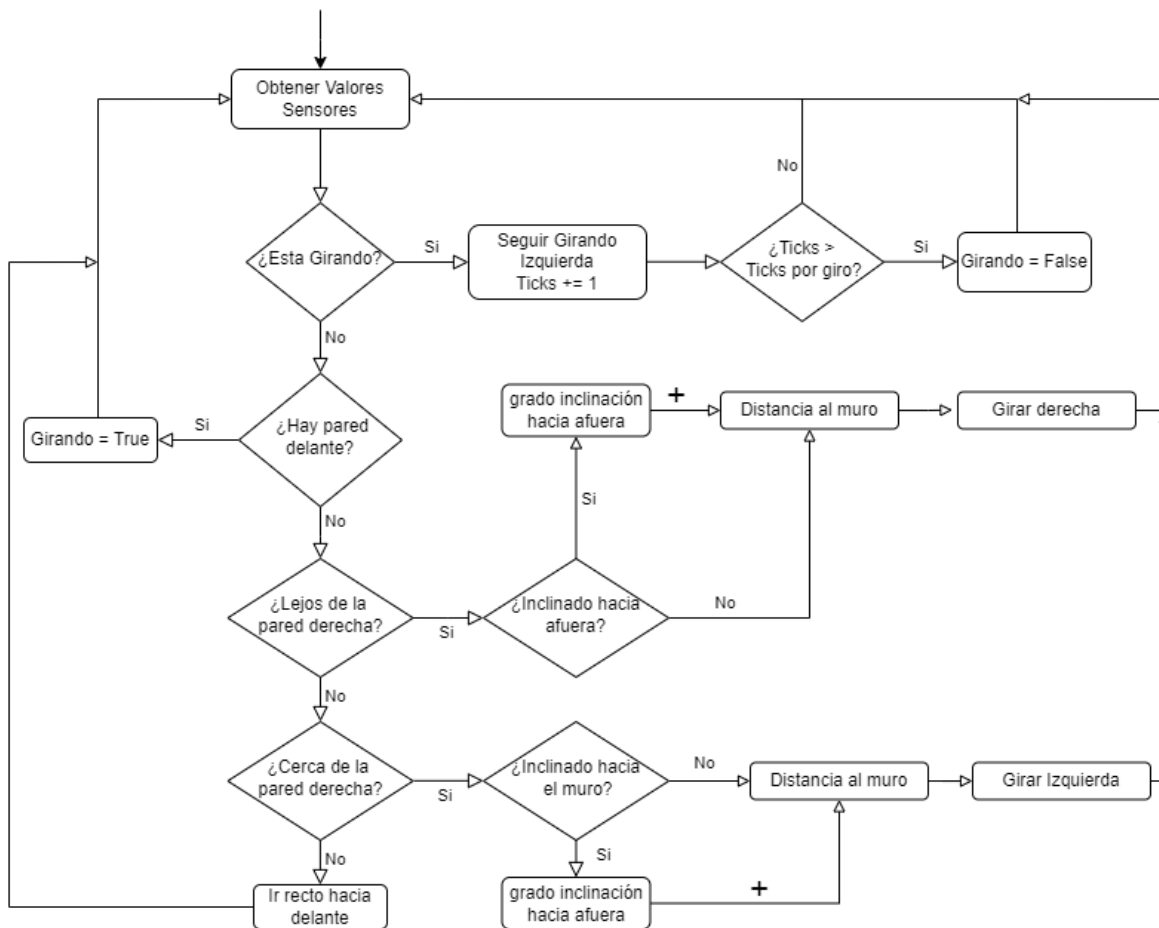 Obtener Valores
Sensores
No
¿Esta Girando?
Si
Seguir Girando
Izquierda
Ticks += 1
¿Ticks >
Ticks por giro?
Si
Girando = False
No
Girando = True
Si
¿Hay pared
delante?
grado inclinación
hacia afuera
+
Distancia al muro
Girar derecha
No
Si
¿Lejos de la
pared derecha?
Si
¿Inclinado hacia
afuera?
No
No
¿Cerca de la
pared derecha?
Si
¿Inclinado hacia
el muro?
No
Distancia al muro
Girar Izquierda
No
Si
Ir recto hacia
delante
grado inclinación
hacia afuera
+